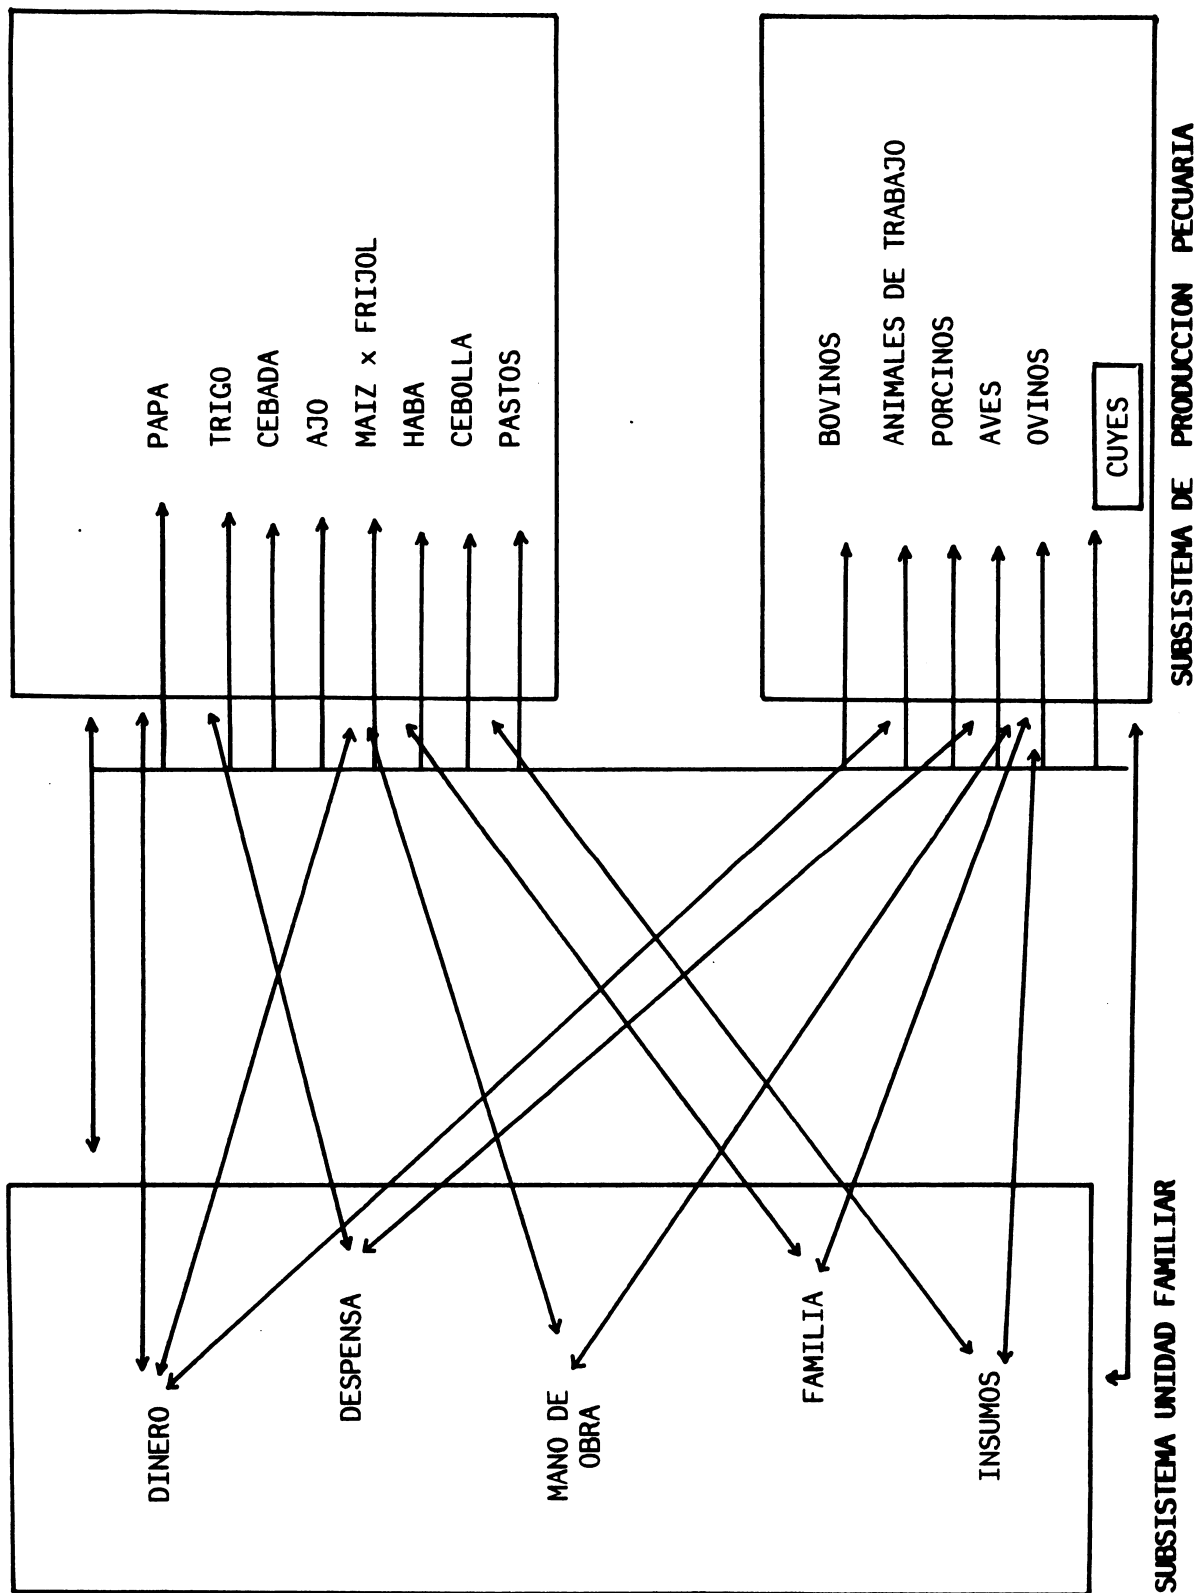 PAPA
TRIGO
CEBADA
AJO
MAIZ x FRIJOL
HABA
CEBOLLA
PASTOS
BOVINOS
ANIMALES DE TRABAJO
PORCINOS
AVES
OVINOS
CUYES
SUBSISTEMA DE PRODUCCION PECUARIA
DINERO
DESPENSA
MANO DE
OBRA
FAMILIA
INSUMOS
SUBSISTEMA UNIDAD FAMILIAR